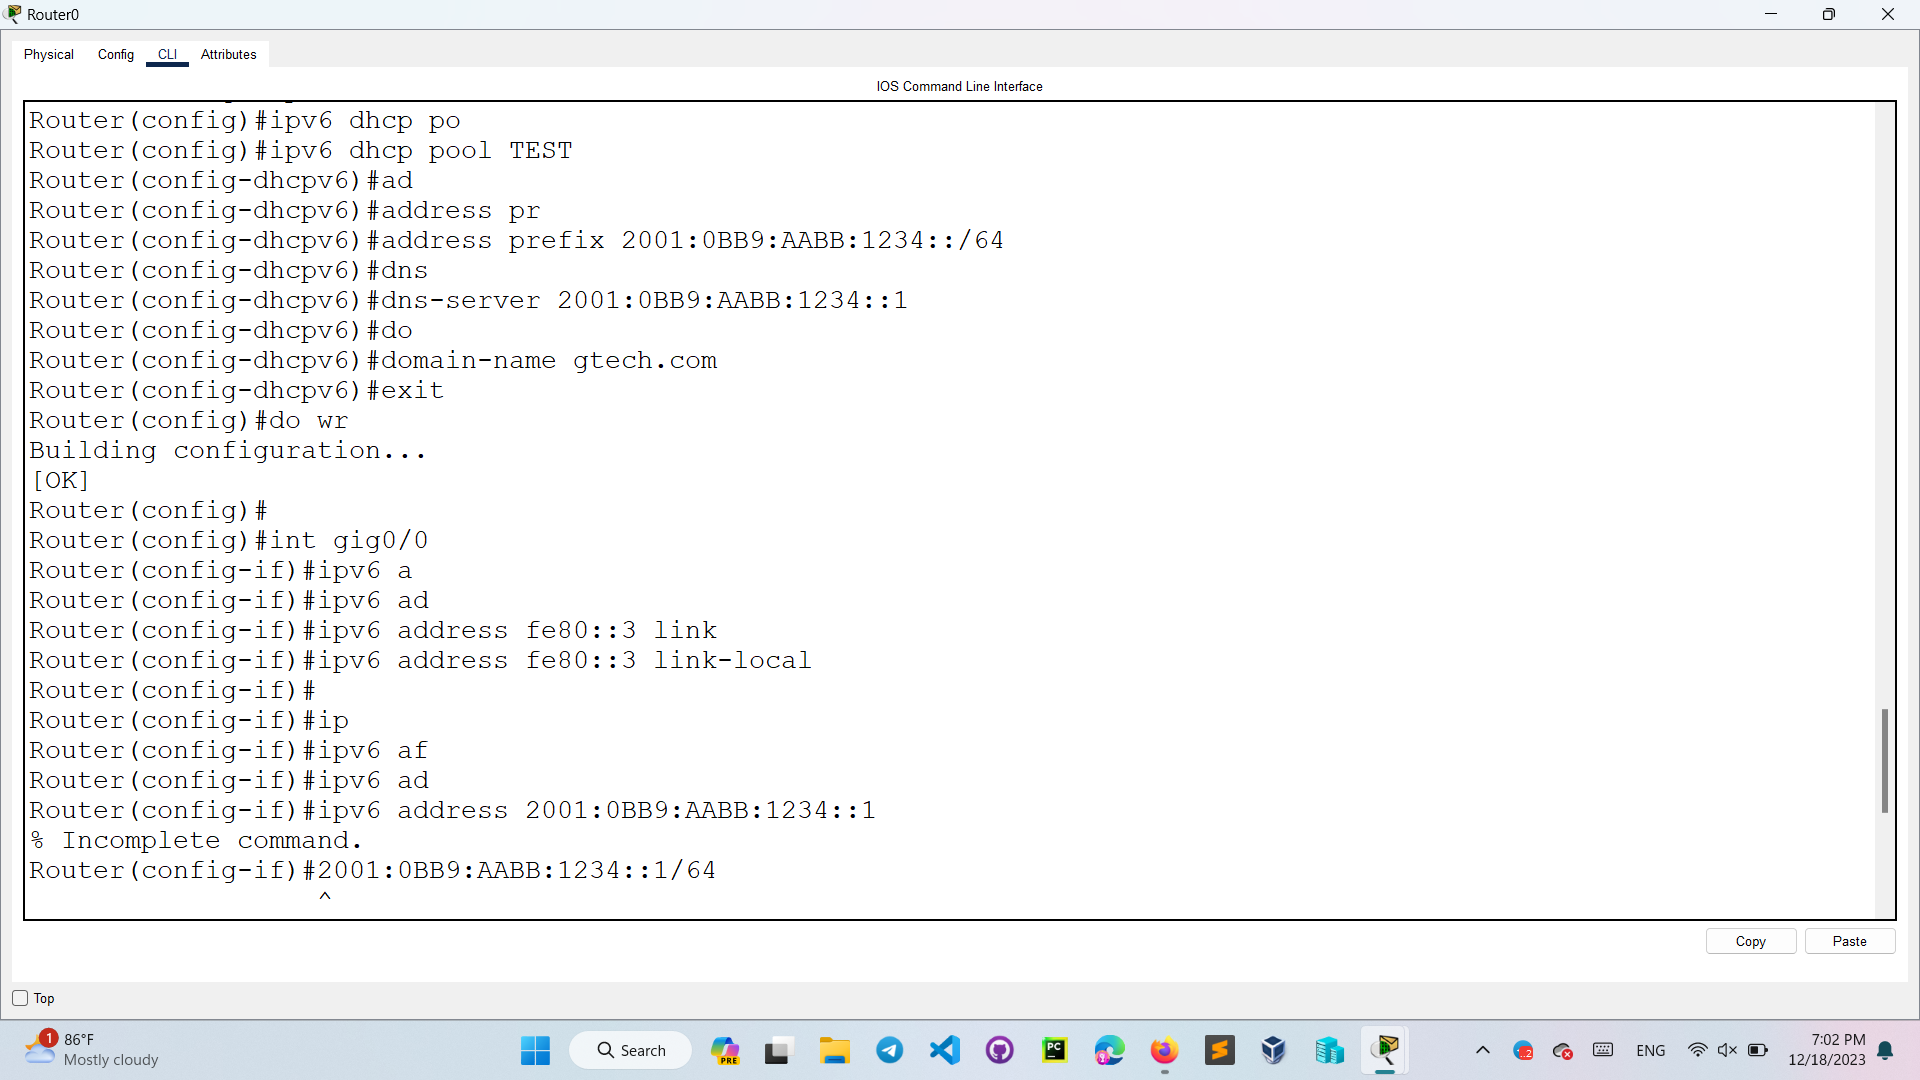 Router0
Physical Config CLI Attributes
IOS Command Line Interface
Router(config)#ipv6 dhcp po
Router(config)#ipv6 dhcp pool TEST
Router(config-dhcpv6)#ad
Router(config-dhcpv6)#address pr
Router(config-dhcpv6)#address prefix 2001:0BB9:AABB:1234::/64
Router(config-dhcpv6)#dns
Router(config-dhcpv6)#dns-server 2001:0BB9:AABB:1234::1
Router(config-dhcpv6)#do
Router(config-dhcpv6)#domain-name gtech.com
Router(config-dhcpv6)#exit
Router(config)#do wr
Building configuration...
[OK]
Router(config)#
Router(config)#int gig0/0
Router(config-if)#ipv6 a
Router(config-if)#ipv6 ad
Router(config-if)#ipv6 address fe80::3 link
Router(config-if)#ipv6 address fe80::3 link-local
Router(config-if)#
Router(config-if)#ip
Router(config-if)#ipv6 af
Router(config-if)#ipv6 ad
Router(config-if)#ipv6 address 2001:0BB9:AABB:1234::1
% Incomplete command.
Router(config-if)#2001:0BB9:AABB:1234::1/64
^
Copy Paste
Top
1 86°F
Mostly cloudy
Search
PRE
PC
2
ENG
7:02 PM
12/18/2023